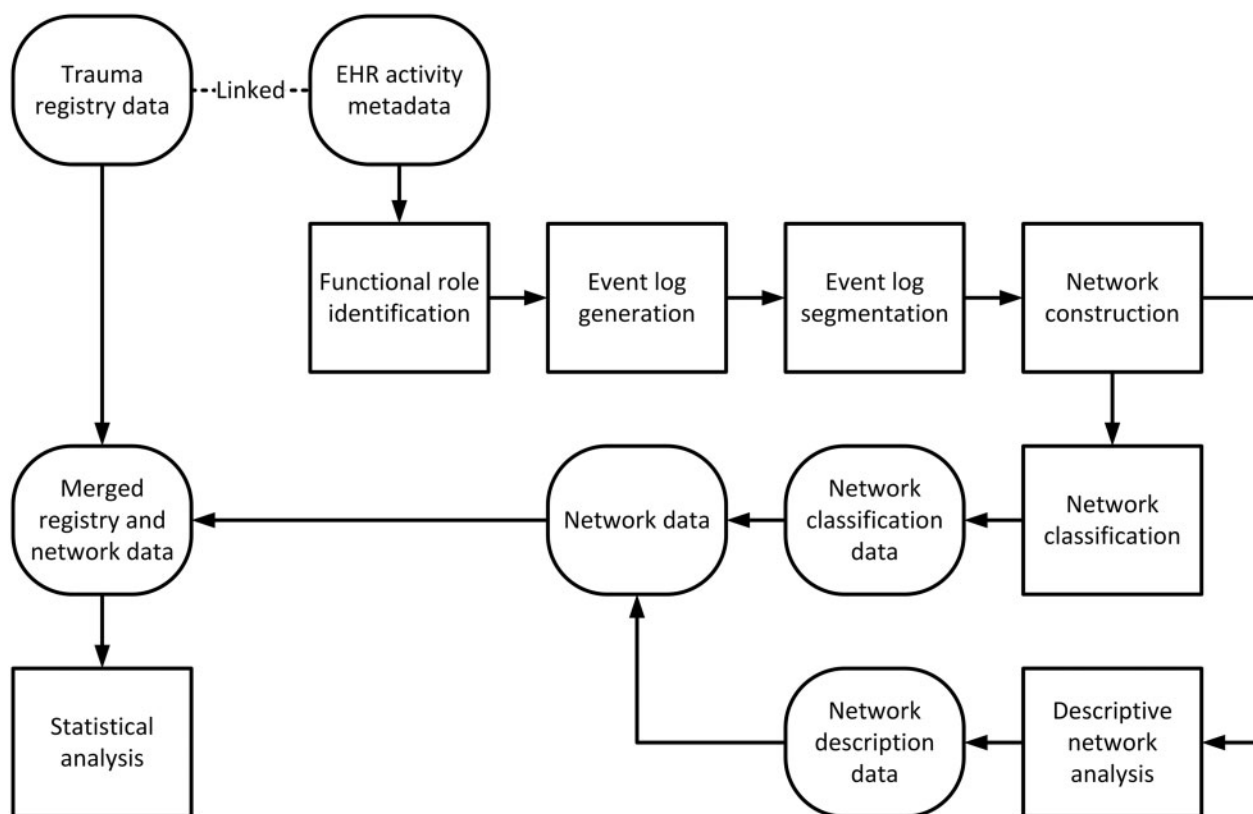 Trauma
registry data
Linked
EHR activity
metadata
Functional role
identification
Event log
generation
Event log
segmentation
Network
construction
Merged
registry and
network data
Network data
Network
classification
data
Network
classification
Statistical
analysis
Network
description
data
Descriptive
network
analysis